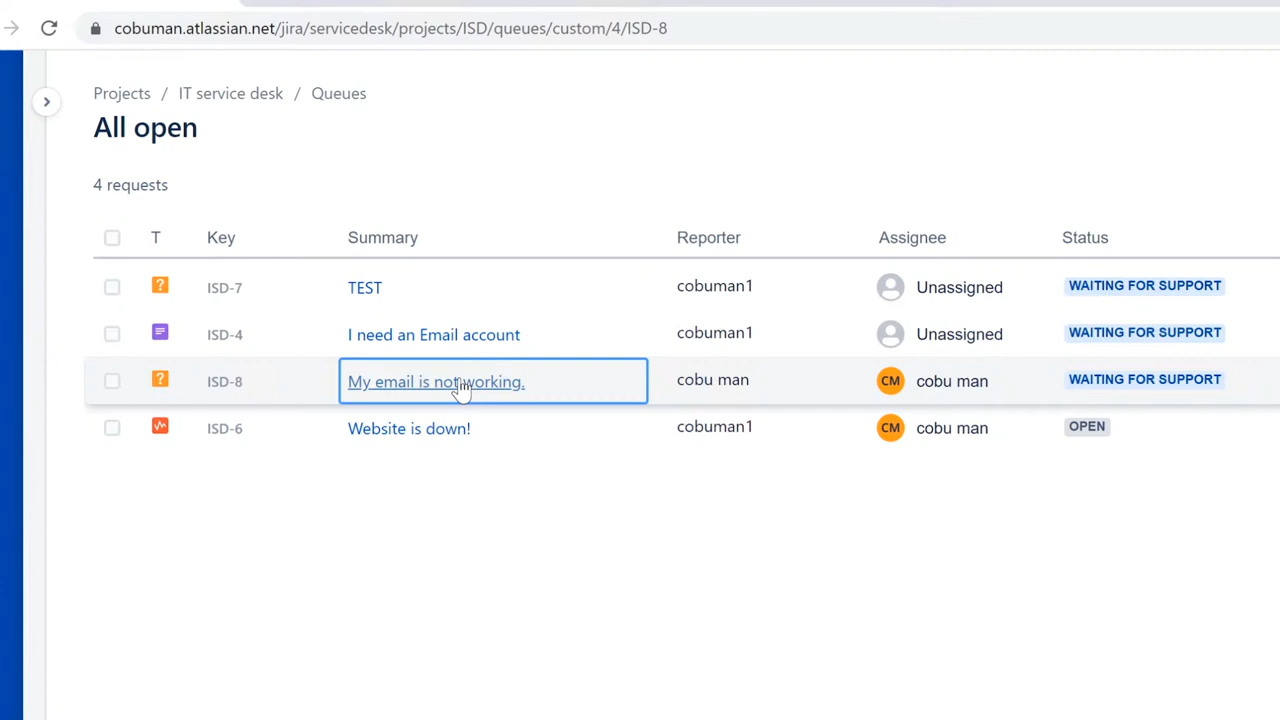 cobuman.atlassian.net/jira/servicedesk/projects/ISD/queues/custom/4/ISD-8
Projects / IT service desk / Queues
All open
4 requests
T Key Summary Reporter Assignee Status
? ISD-7 TEST cobuman1 Unassigned WAITING FOR SUPPORT
ISD-4 I need an Email account cobuman1 Unassigned WAITING FOR SUPPORT
? ISD-8 My email is not working. cobu man CM cobu man WAITING FOR SUPPORT
ISD-6 Website is down! cobuman1 CM cobu man OPEN